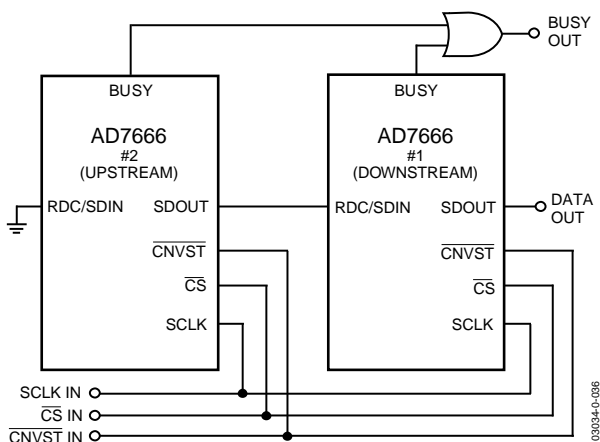 BUSY
OUT
BUSY
AD7666
#2
(UPSTREAM)
RDC/SDIN
SDOUT
CNVST
CS
SCLK
BUSY
AD7666
#1
(DOWNSTREAM)
RDC/SDIN
SDOUT
CNVST
CS
SCLK
DATA
OUT
SCLK IN
CS IN
CNVST IN
03034-0-036